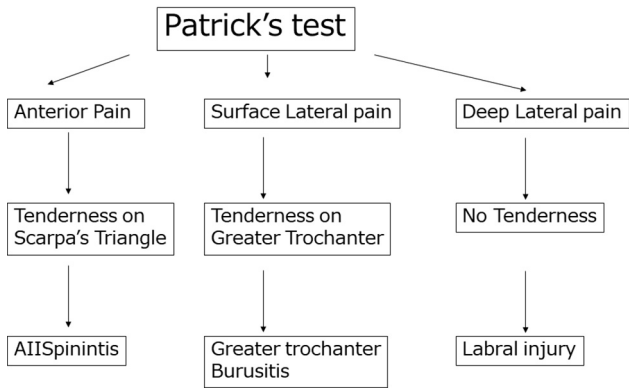 Patrick's test
Anterior Pain
Surface Lateral pain
Deep Lateral pain
Tenderness on
Scarpa's Triangle
Tenderness on
Greater Trochanter
No Tenderness
AIISpinintis
Greater trochanter
Burusitis
Labral injury